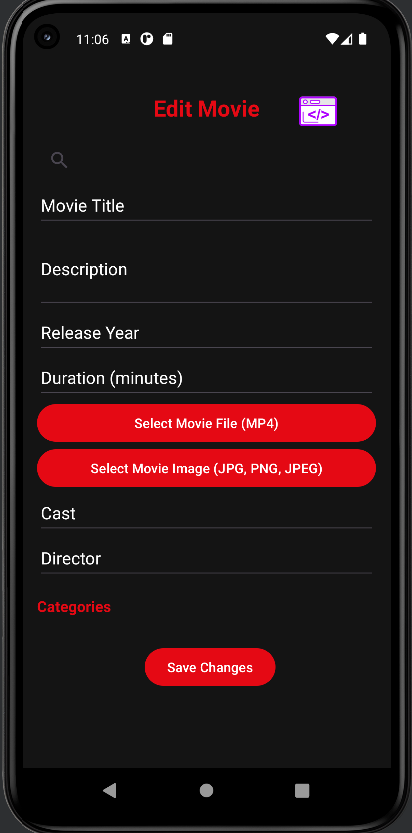 11:06
Edit Movie
</>
Movie Title
Description
Release Year
Duration (minutes)
Select Movie File (MP4)
Select Movie Image (JPG, PNG, JPEG)
Cast
Director
Categories
Save Changes